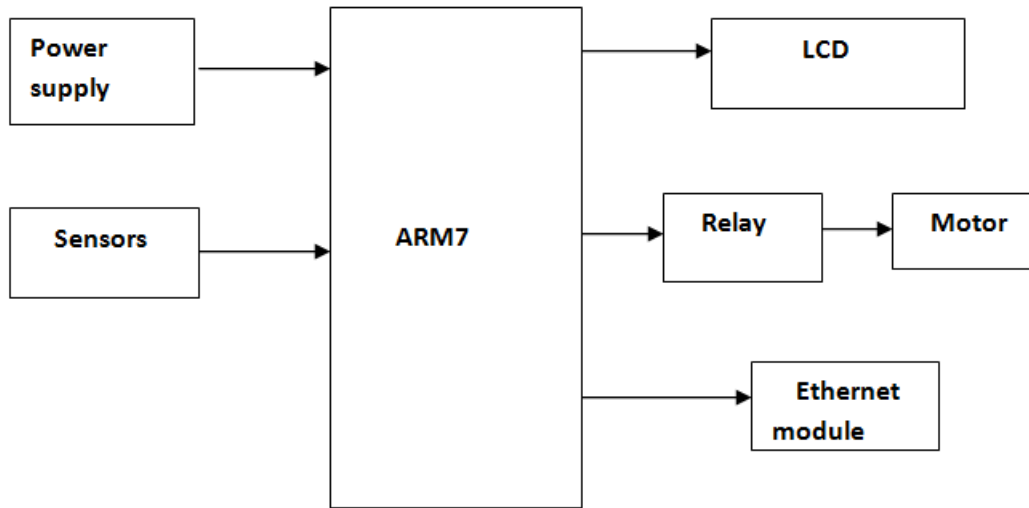 Power
supply
LCD
Sensors
ARM7
Relay
Motor
Ethernet
module